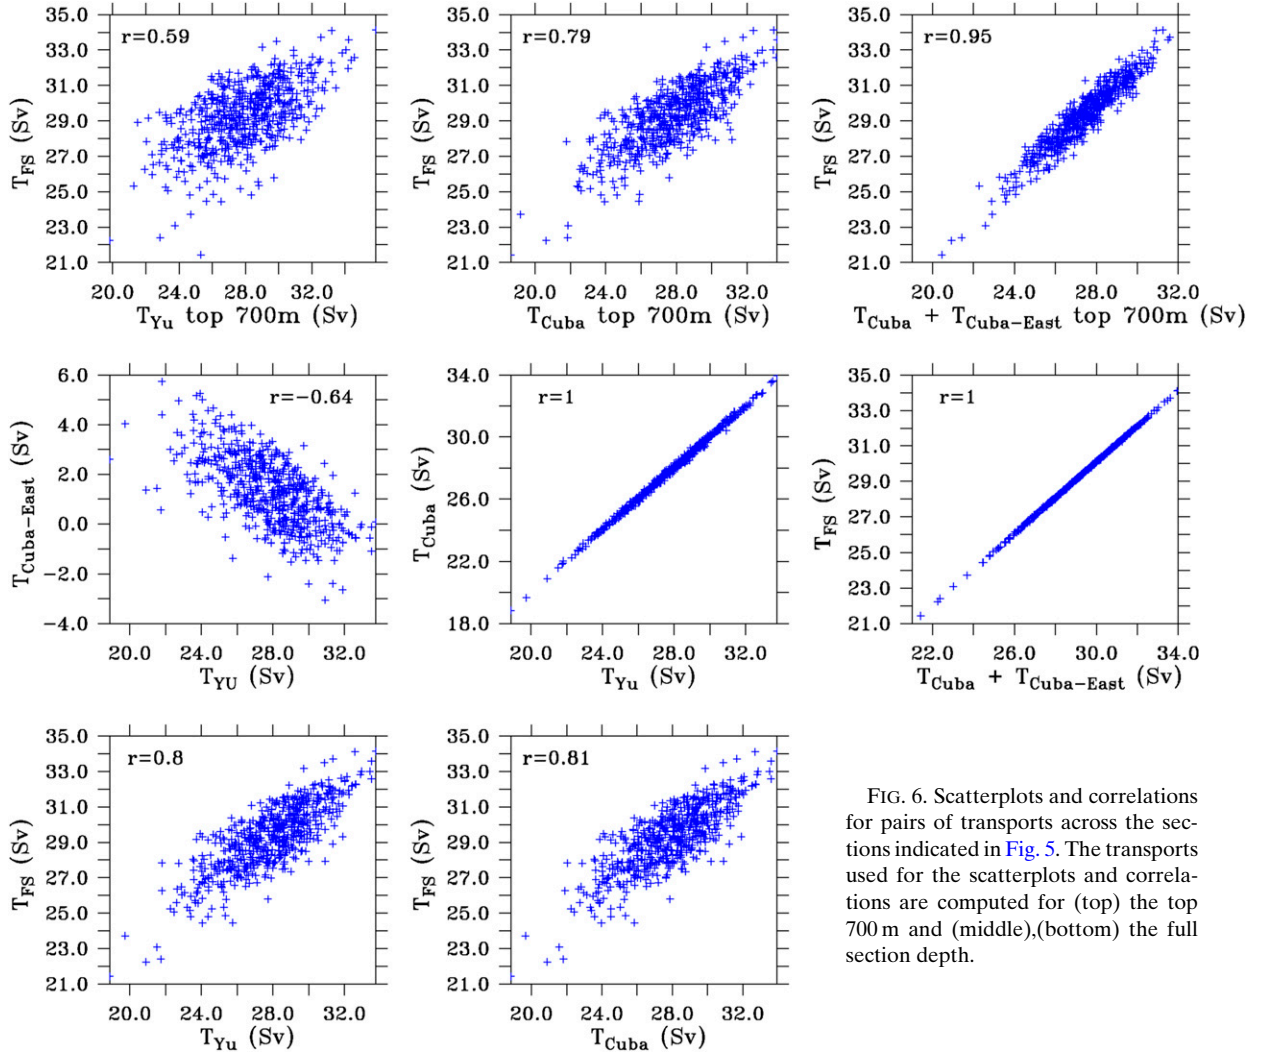 35.0
33.0
31.0
29.0
27.0
25.0
23.0
21.0
T_FS (Sv)
r=0.59
20.0 24.0 28.0 32.0
T_Yu top 700m (Sv)
35.0
33.0
31.0
29.0
27.0
25.0
23.0
21.0
T_FS (Sv)
r=0.79
20.0 24.0 28.0 32.0
T_Cuba top 700m (Sv)
35.0
33.0
31.0
29.0
27.0
25.0
23.0
21.0
T_FS (Sv)
r=0.95
20.0 24.0 28.0 32.0
T_Cuba + T_Cuba-East top 700m (Sv)
6.0
4.0
2.0
0.0
−2.0
−4.0
T_Cuba-East (Sv)
r=−0.64
20.0 24.0 28.0 32.0
T_YU (Sv)
34.0
30.0
26.0
22.0
18.0
T_Cuba (Sv)
r=1
20.0 24.0 28.0 32.0
T_Yu (Sv)
35.0
33.0
31.0
29.0
27.0
25.0
23.0
21.0
T_FS (Sv)
r=1
22.0 26.0 30.0 34.0
T_Cuba + T_Cuba-East (Sv)
35.0
33.0
31.0
29.0
27.0
25.0
23.0
21.0
T_FS (Sv)
r=0.8
20.0 24.0 28.0 32.0
T_Yu (Sv)
35.0
33.0
31.0
29.0
27.0
25.0
23.0
21.0
T_FS (Sv)
r=0.81
20.0 24.0 28.0 32.0
T_Cuba (Sv)
FIG. 6. Scatterplots and correlations
for pairs of transports across the sec-
tions indicated in Fig. 5. The transports
used for the scatterplots and correla-
tions are computed for (top) the top
700 m and (middle),(bottom) the full
section depth.